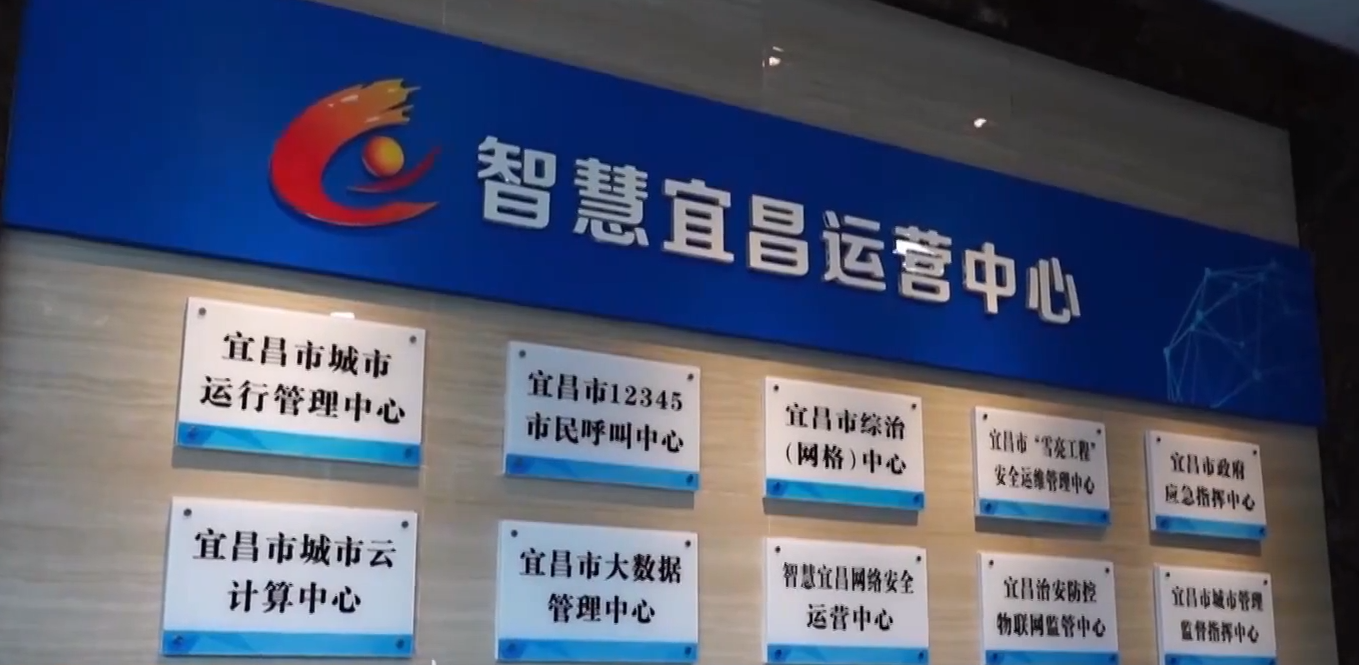 智慧宜昌运营中心
宜昌市城市
运行管理中心
宜昌市12345
市民呼叫中心
宜昌市综治
(网格)中心
宜昌市“雪亮工程”
安全运维管理中心
宜昌市政府
应急指挥中心
宜昌市城市云
计算中心
宜昌市大数据
管理中心
智慧宜昌网络安全
运营中心
宜昌治安防控
物联网监管中心
宜昌市城市管理
监督指挥中心